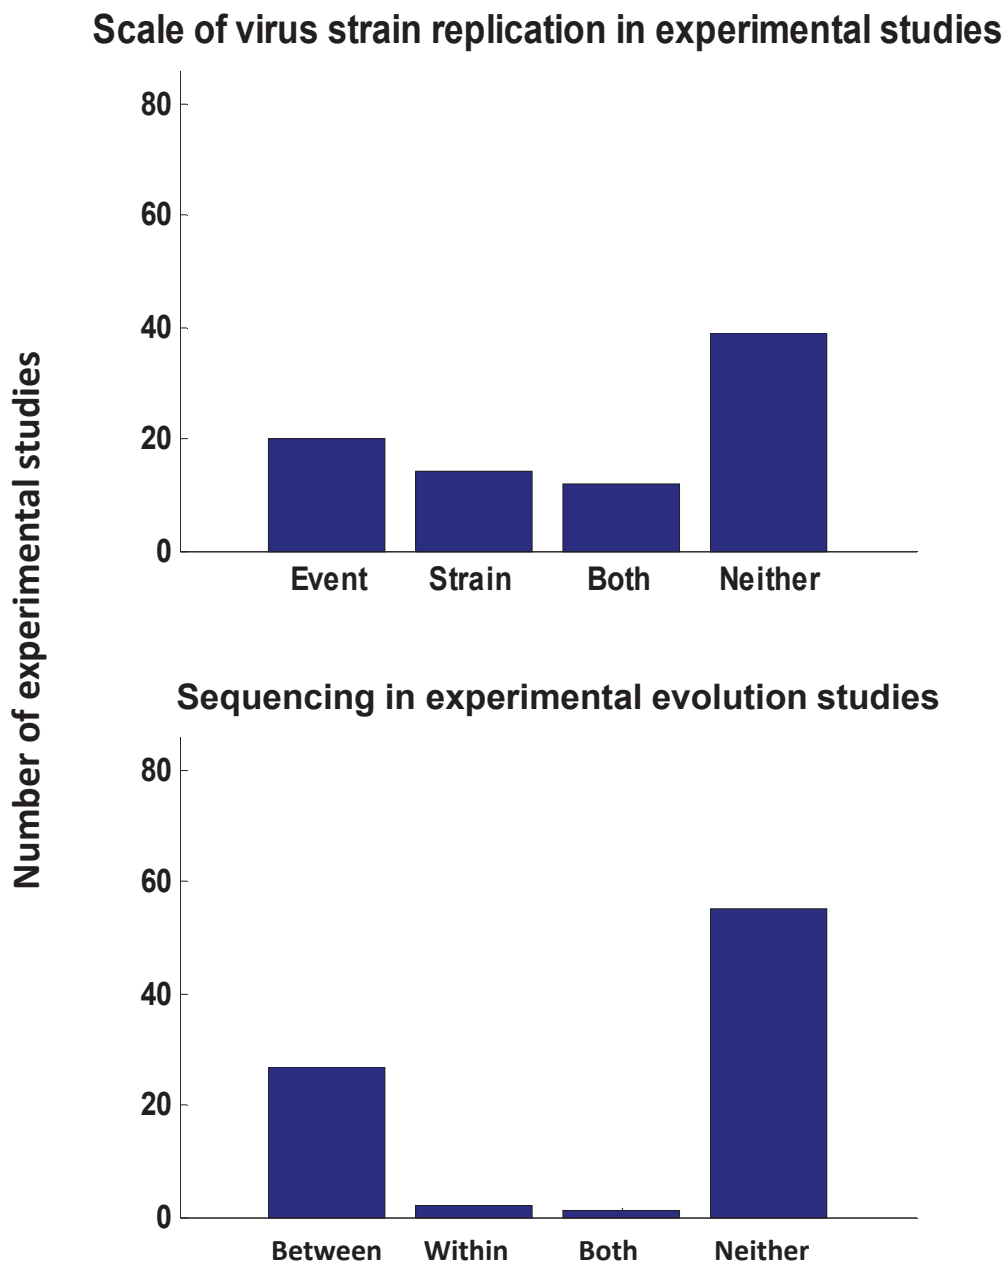 Scale of virus strain replication in experimental studies
80
60
40
20
0
Event Strain Both Neither
Number of experimental studies
Sequencing in experimental evolution studies
80
60
40
20
0
Between Within Both Neither